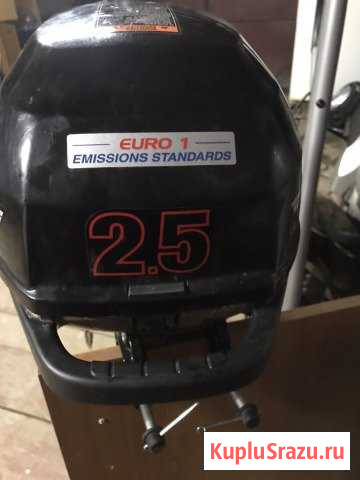 EURO 1
EMISSIONS STANDARDS
2.5
KupluSrazu.ru